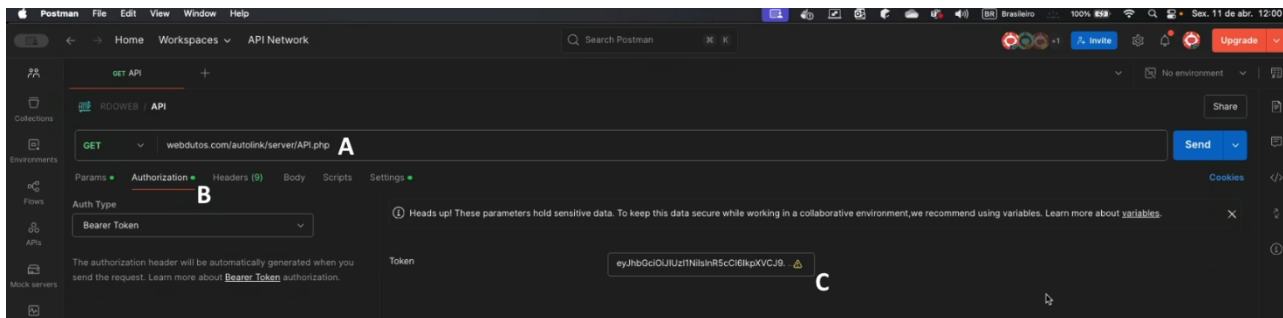 Postman File Edit View Window Help BR Brasileiro 100% Sex. 11 de abr. 12:00
Home Workspaces API Network Search Postman ⌘ K +1 Invite Upgrade
GET API + No environment
HTTP RDOWEB / API Share
Collections
GET webdutos.com/autolink/server/API.php A Send
Environments
Params Authorization Headers (9) Body Scripts Settings Cookies
B
Flows
Auth Type
Heads up! These parameters hold sensitive data. To keep this data secure while working in a collaborative environment,we recommend using variables. Learn more about variables.
Bearer Token
APIs
The authorization header will be automatically generated when you
send the request. Learn more about Bearer Token authorization.
Token
C
Mock servers